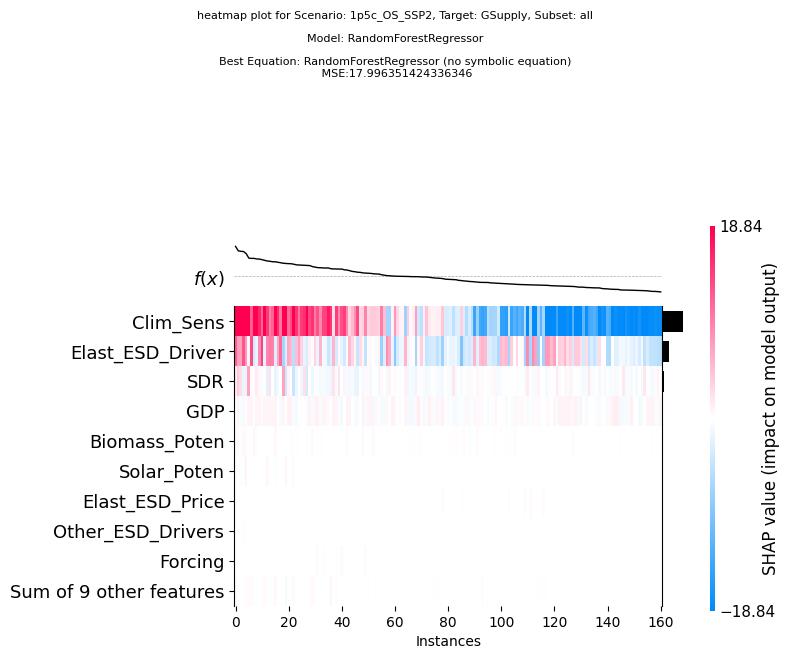 heatmap plot for Scenario: 1p5c_OS_SSP2, Target: GSupply, Subset: all
Model: RandomForestRegressor
Best Equation: RandomForestRegressor (no symbolic equation)
MSE:17.996351424336346
18.84
f(x)
Clim_Sens
Elast_ESD_Driver
SDR
GDP
Biomass_Poten
Solar_Poten
Elast_ESD_Price
Other_ESD_Drivers
Forcing
Sum of 9 other features
−18.84
SHAP value (impact on model output)
0 20 40 60 80 100 120 140 160
Instances